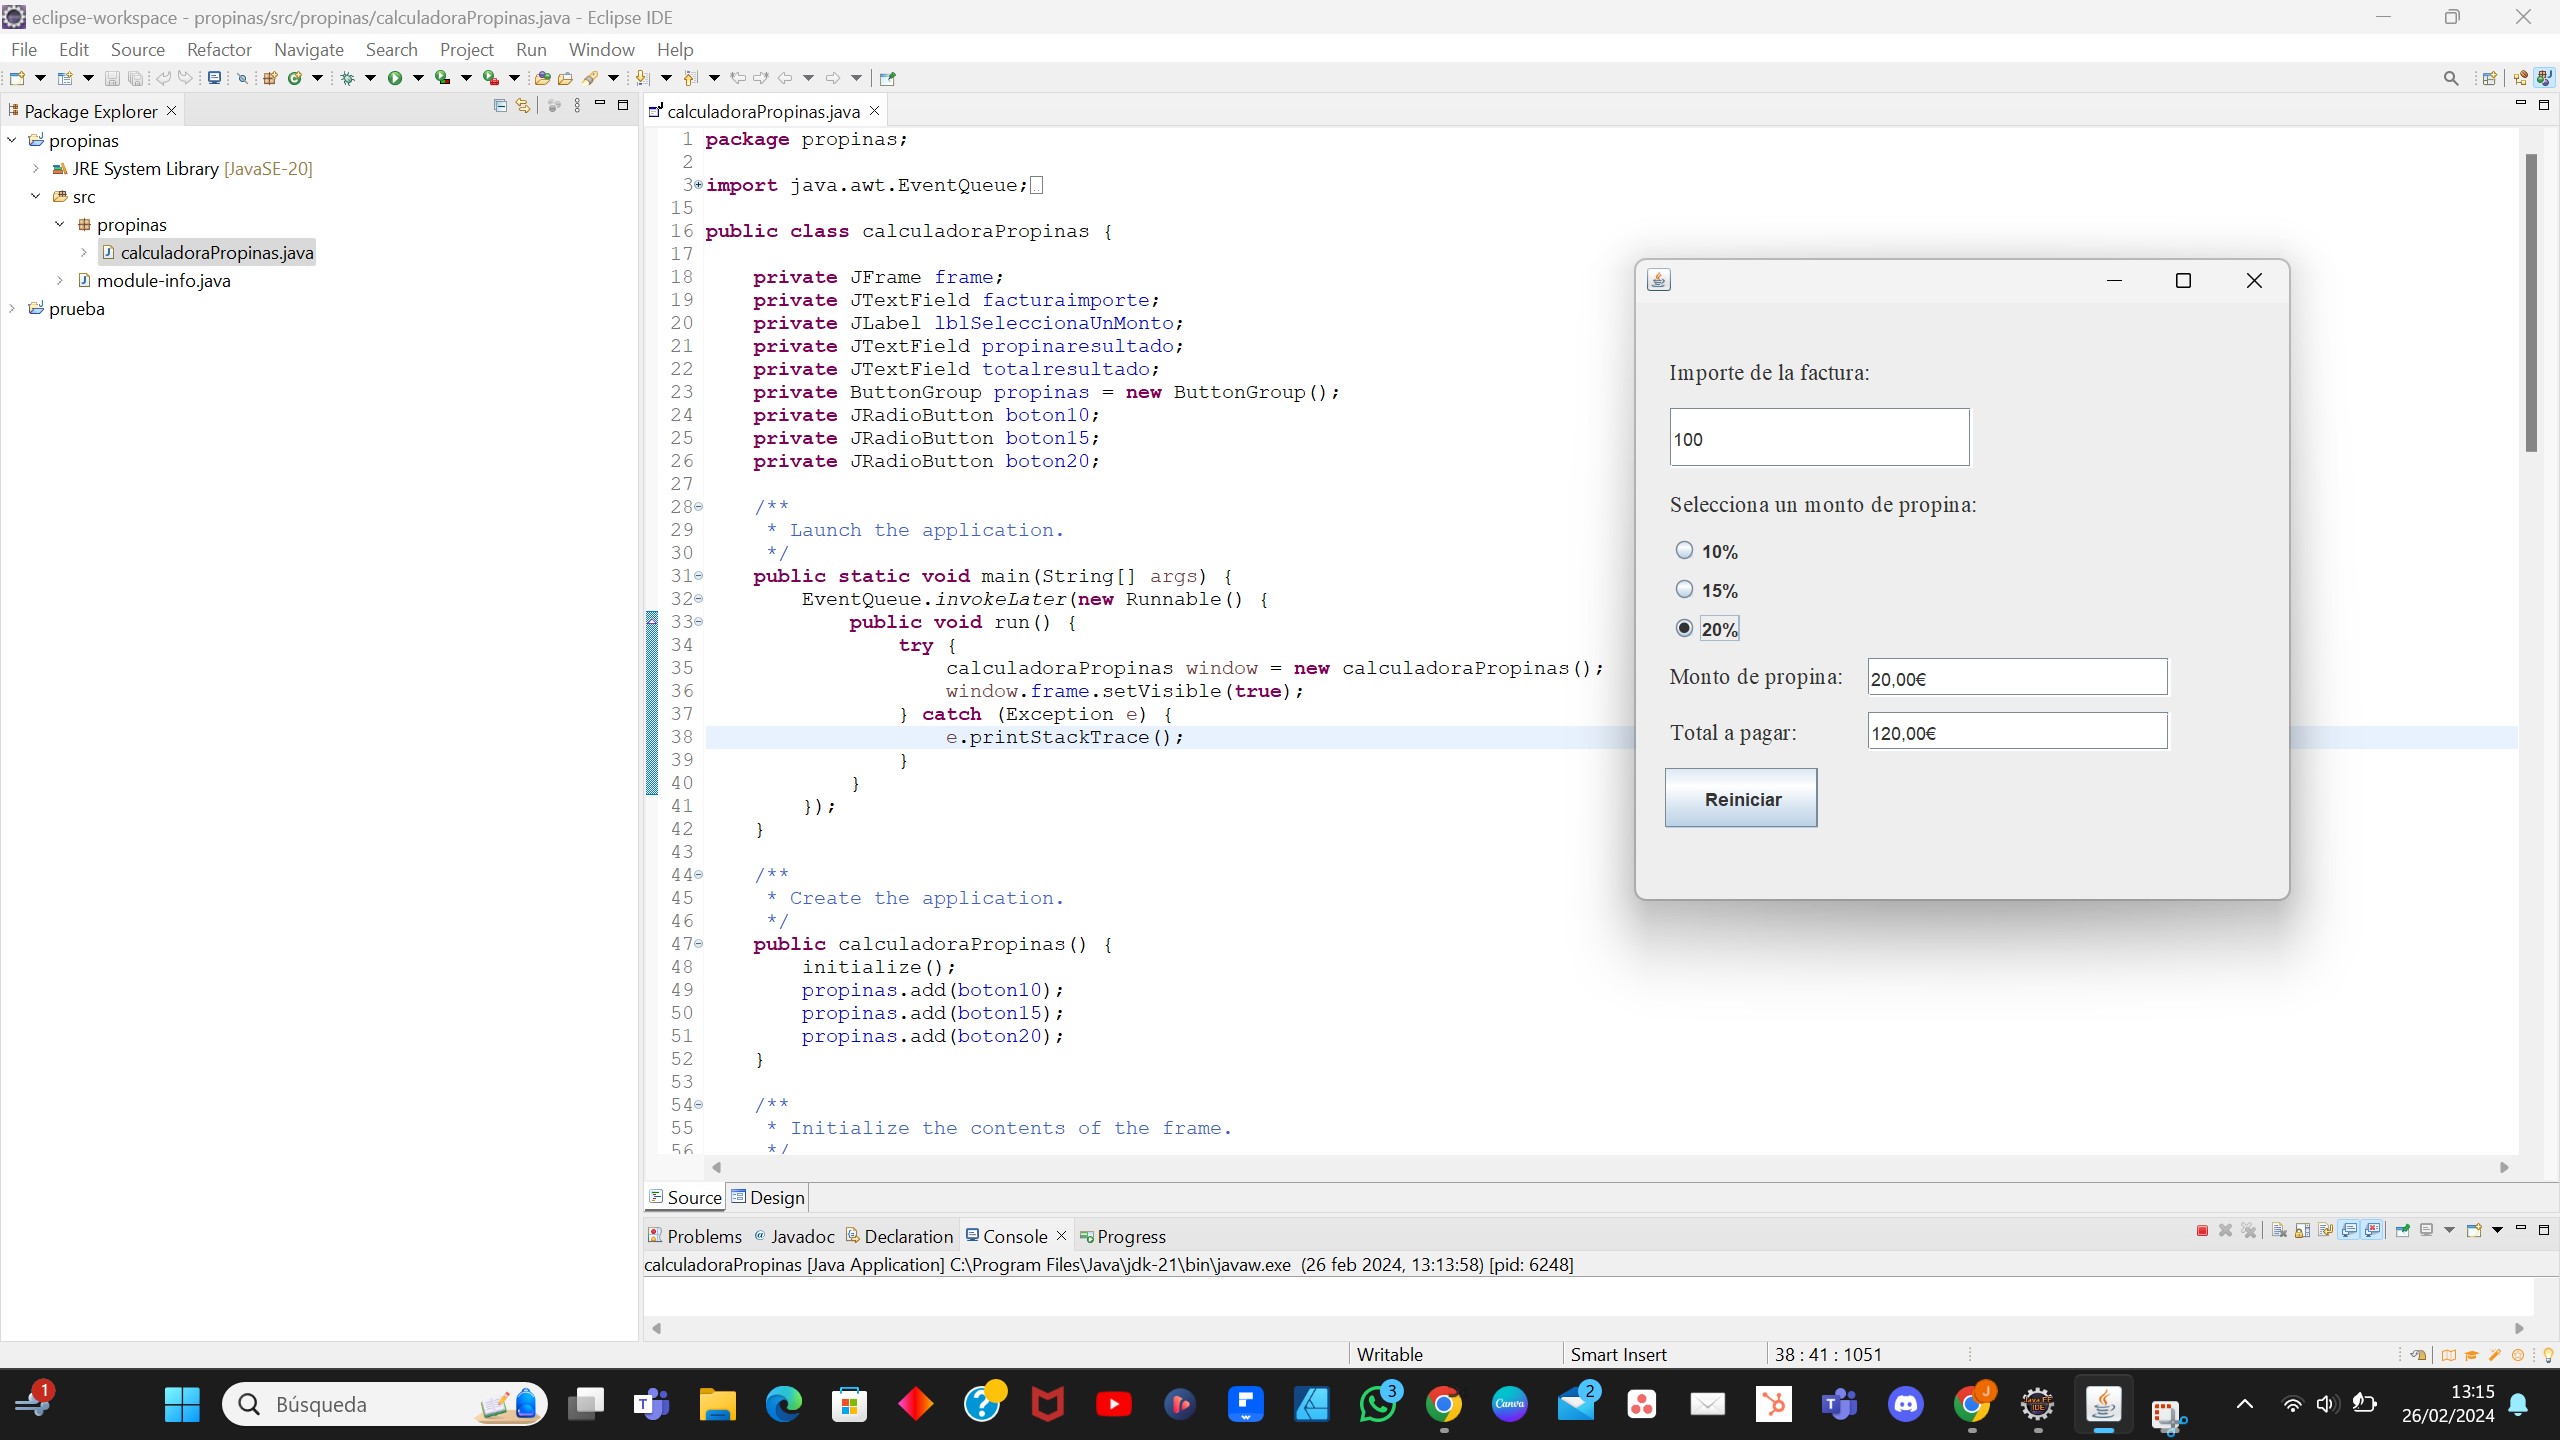 eclipse-workspace - propinas/src/propinas/calculadoraPropinas.java - Eclipse IDE
File Edit Source Refactor Navigate Search Project Run Window Help
Package Explorer
propinas
JRE System Library [JavaSE-20]
src
propinas
calculadoraPropinas.java
module-info.java
prueba
calculadoraPropinas.java
1 package propinas;
2
3 import java.awt.EventQueue;
15
16 public class calculadoraPropinas {
17
18 private JFrame frame;
19 private JTextField facturaimporte;
20 private JLabel lblSeleccionaUnMonto;
21 private JTextField propinaresultado;
22 private JTextField totalresultado;
23 private ButtonGroup propinas = new ButtonGroup();
24 private JRadioButton boton10;
25 private JRadioButton boton15;
26 private JRadioButton boton20;
27
28 /**
29 * Launch the application.
30 */
31 public static void main(String[] args) {
32 EventQueue.invokeLater(new Runnable() {
33 public void run() {
34 try {
35 calculadoraPropinas window = new calculadoraPropinas();
36 window.frame.setVisible(true);
37 } catch (Exception e) {
38 e.printStackTrace();
39 }
40 }
41 });
42 }
43
44 /**
45 * Create the application.
46 */
47 public calculadoraPropinas() {
48 initialize();
49 propinas.add(boton10);
50 propinas.add(boton15);
51 propinas.add(boton20);
52 }
53
54 /**
55 * Initialize the contents of the frame.
56 */
Importe de la factura:
100
Selecciona un monto de propina:
10%
15%
20%
Monto de propina: 20,00€
Total a pagar: 120,00€
Reiniciar
Source Design
Problems Javadoc Declaration Console Progress
calculadoraPropinas [Java Application] C:\Program Files\Java\jdk-21\bin\javaw.exe (26 feb 2024, 13:13:58) [pid: 6248]
Writable Smart Insert 38 : 41 : 1051
1
Búsqueda
3
Canva
2
J
13:15
26/02/2024